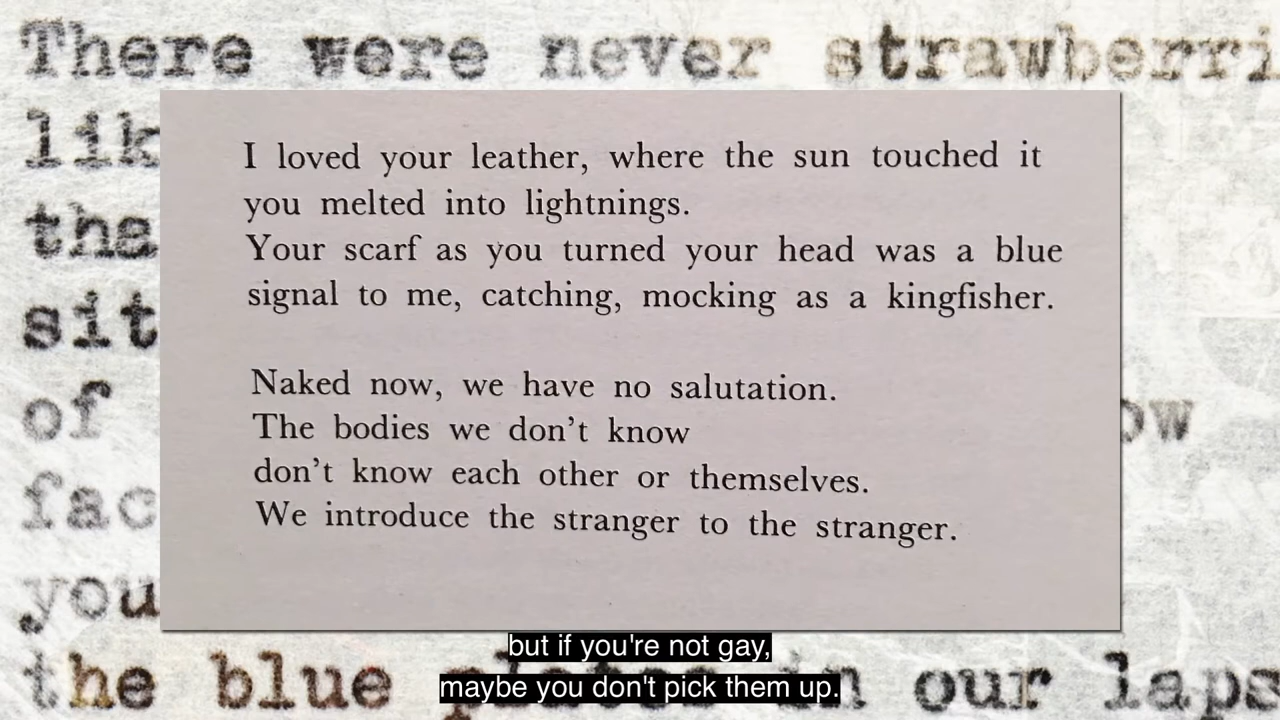 There were never strawberri
lik
tha
sit
of
ow
fac
you
I loved your leather, where the sun touched it
you melted into lightnings.
Your scarf as you turned your head was a blue
signal to me, catching, mocking as a kingfisher.
Naked now, we have no salutation.
The bodies we don't know
don't know each other or themselves.
We introduce the stranger to the stranger.
the blue in our laps
but if you're not gay,
maybe you don't pick them up.